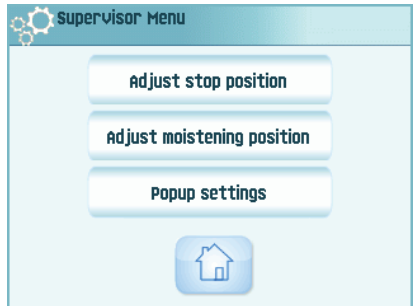 Supervisor Menu
Adjust stop position
Adjust moistening position
Popup settings